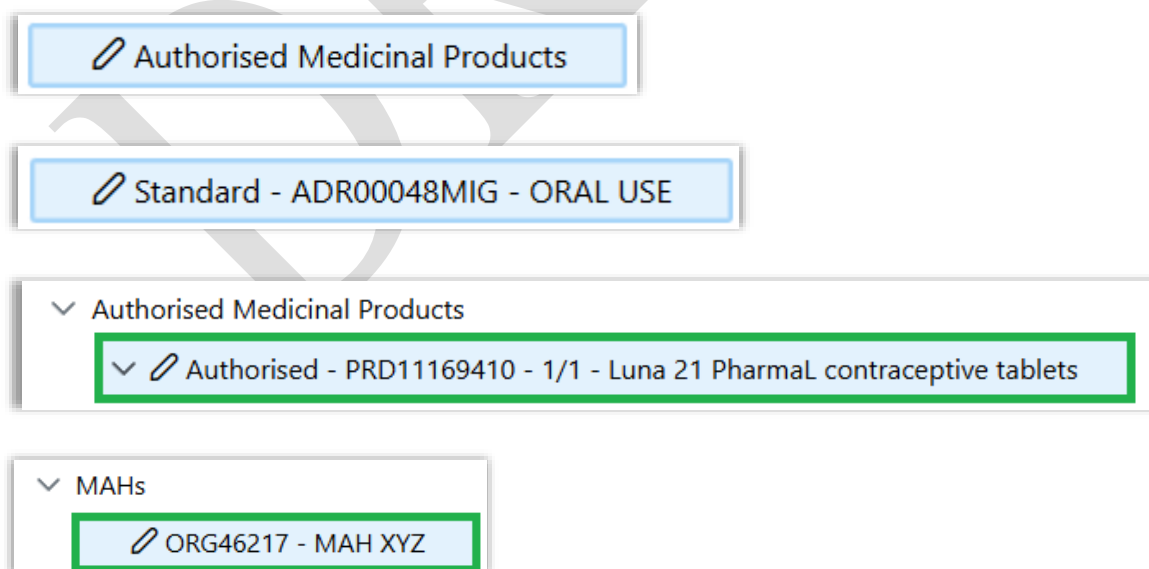 Authorised Medicinal Products
Standard - ADR00048MIG - ORAL USE
Authorised Medicinal Products
Authorised - PRD11169410 - 1/1 - Luna 21 PharmaL contraceptive tablets
MAHs
ORG46217 - MAH XYZ